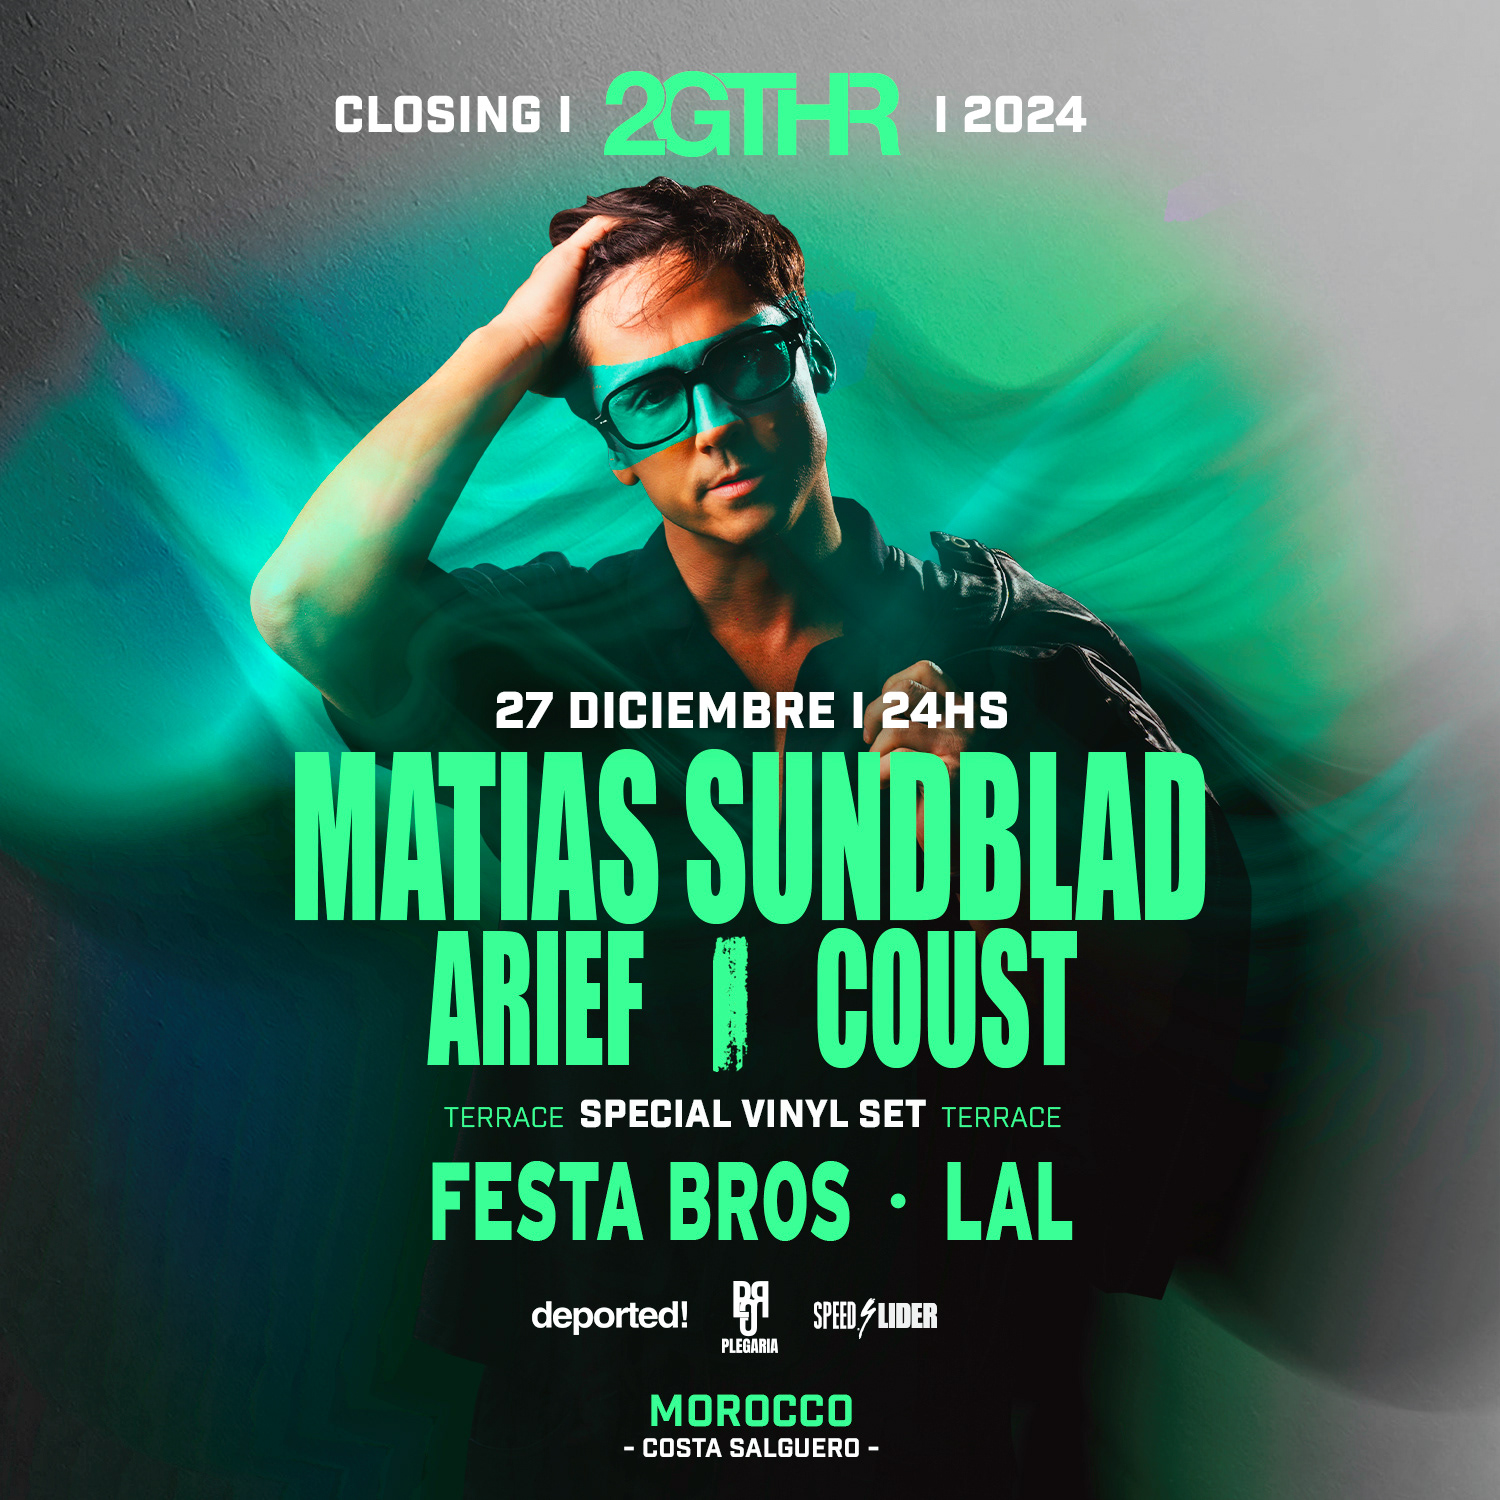 CLOSING I 2GTHR I 2024
27 DICIEMBRE I 24HS
MATIAS SUNDBLAD
ARIEF I COUST
TERRACE SPECIAL VINYL SET TERRACE
FESTA BROS · LAL
deported! PLEGARIA SPEED SLIDER
MOROCCO
- COSTA SALGUERO -